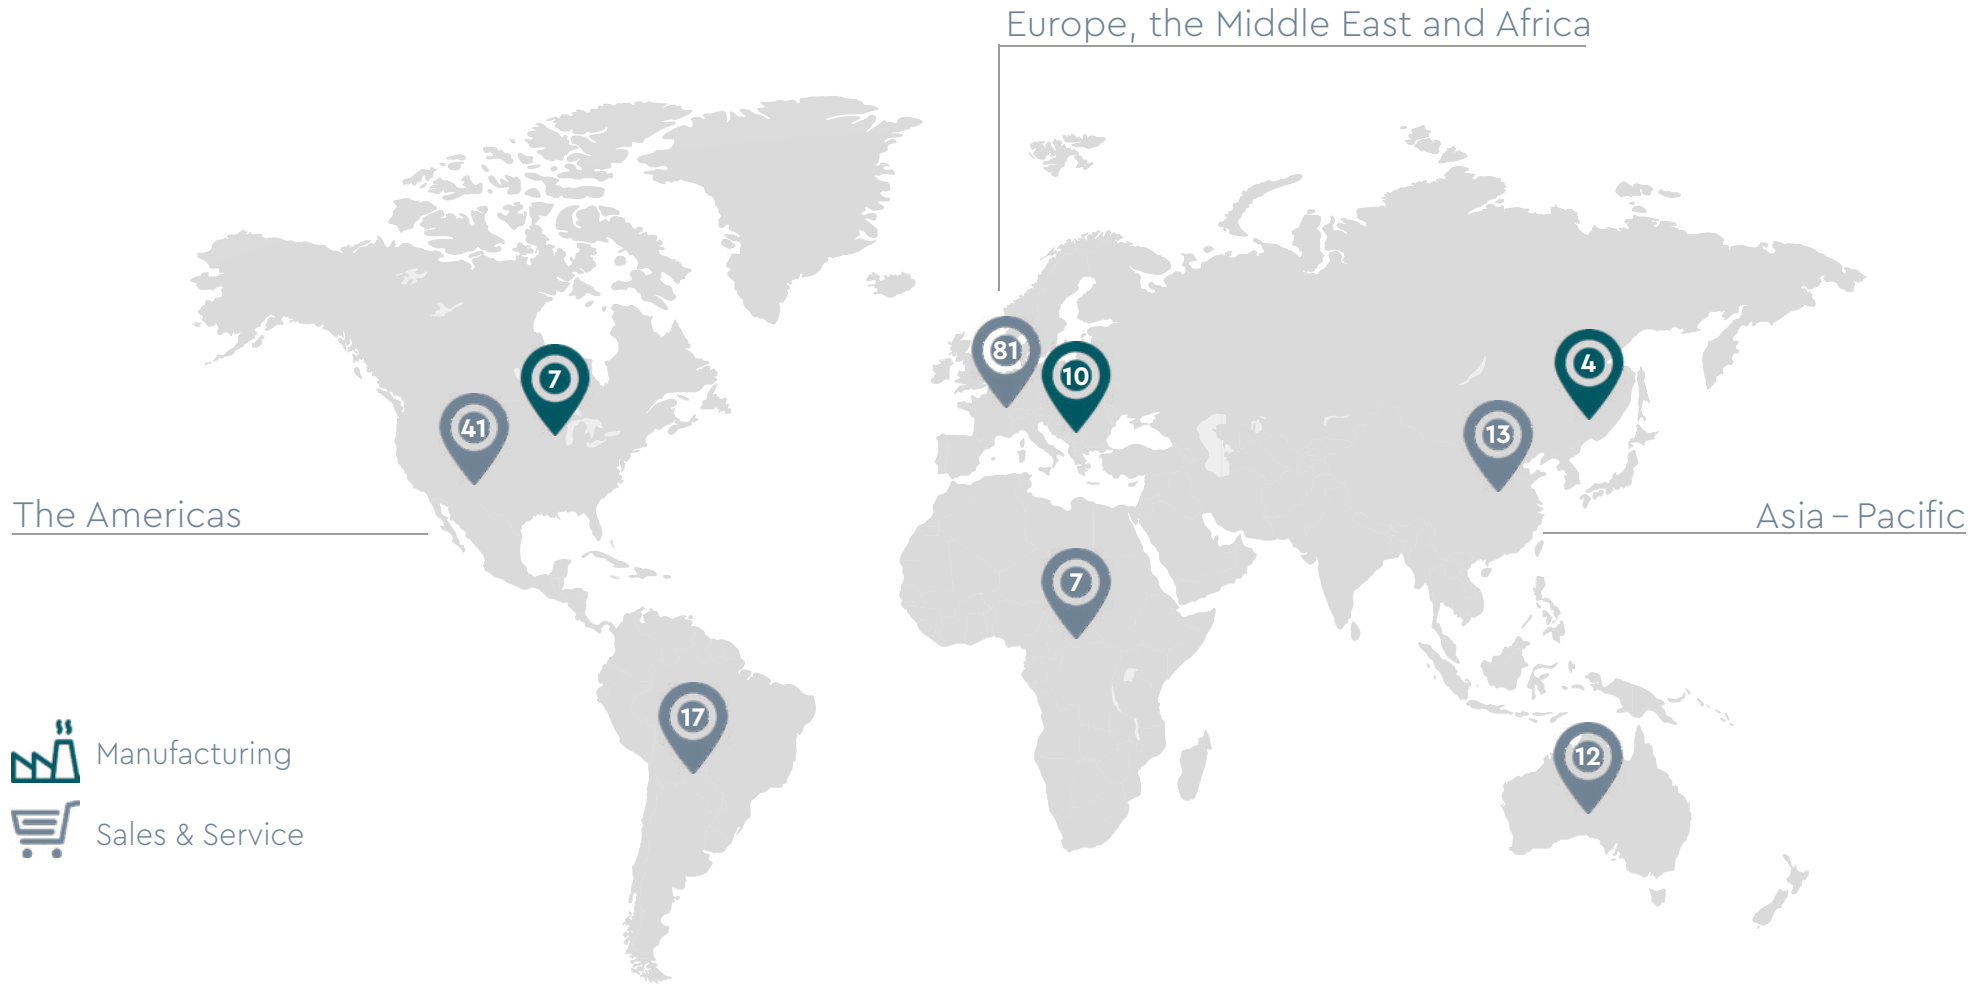 Europe, the Middle East and Africa
81
10
4
7
41
13
The Americas
Asia – Pacific
7
17
12
Manufacturing
Sales & Service